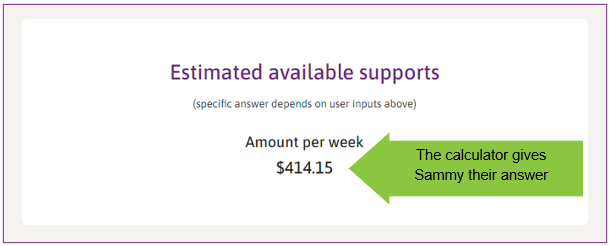 Estimated available supports
(specific answer depends on user inputs above)
Amount per week
$414.15
The calculator gives
Sammy their answer